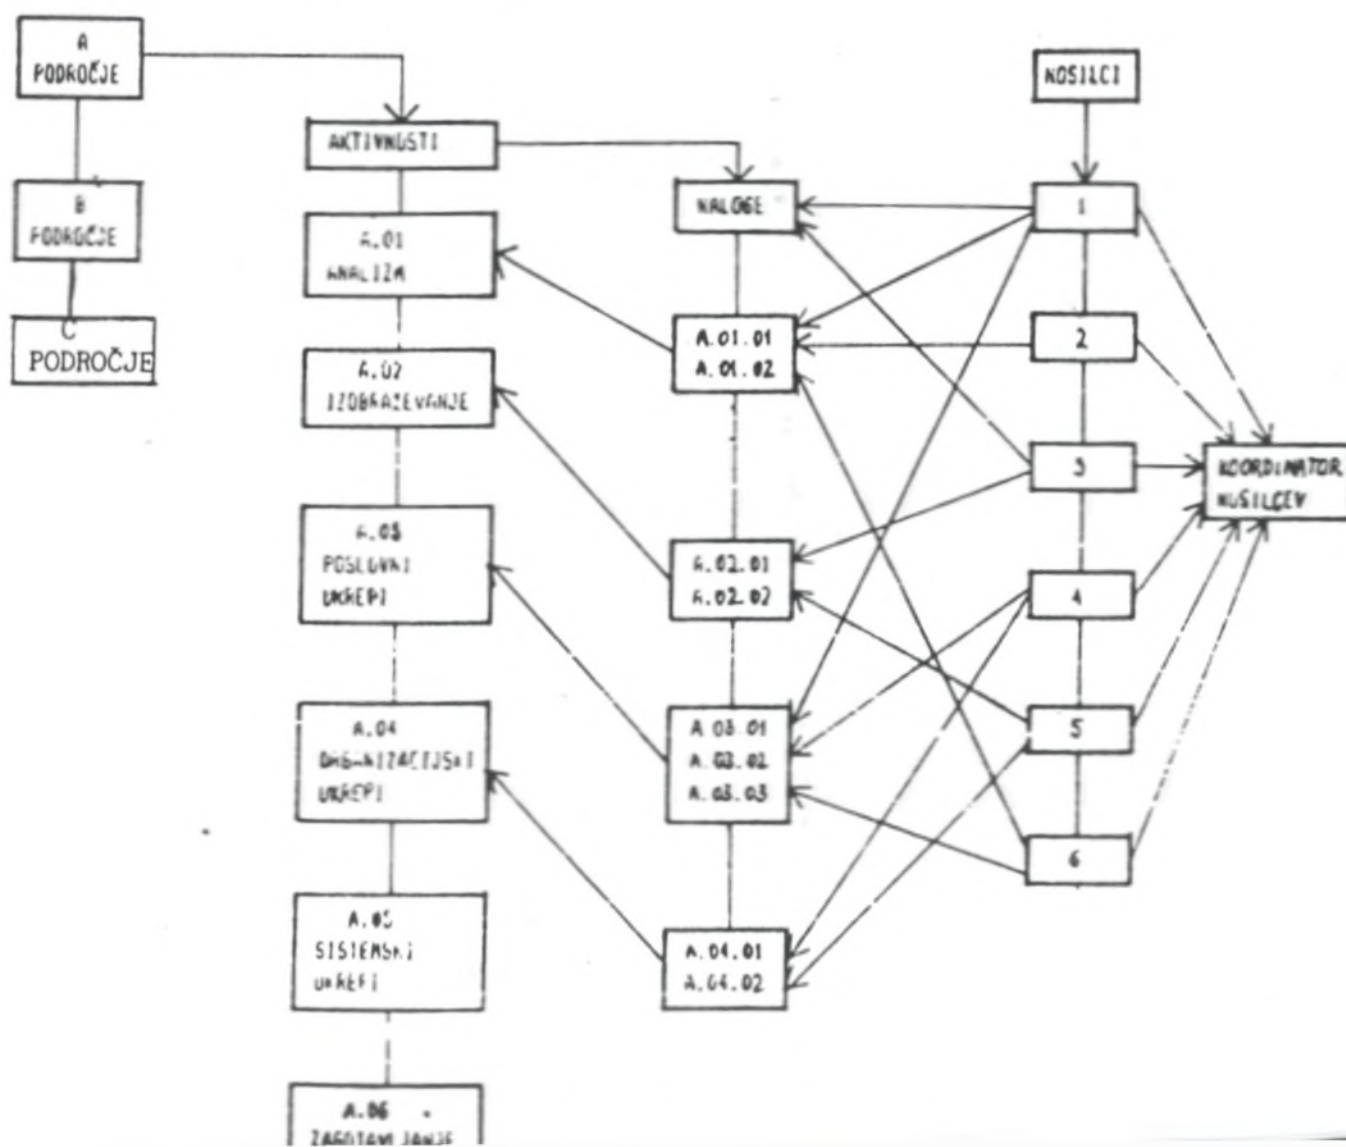 A
PODROČJE
B
PODROČJE
C
PODROČJE
AKTIVNOSTI
A.01
ANALIZA
A.02
IZOBRAŽEVANJE
A.03
POSLOVNI
UKREPI
A.04
ORGANIZACIJSKI
UKREPI
A.05
SISTEMSKI
UKREPI
A.06
ZAGOTAVLJANJE
NALOGE
A.01.01
A.01.02
A.02.01
A.02.02
A.03.01
A.03.02
A.03.03
A.04.01
A.04.02
NOSILCI
1
2
3
4
5
6
KOORDINATOR
NOSILCEV